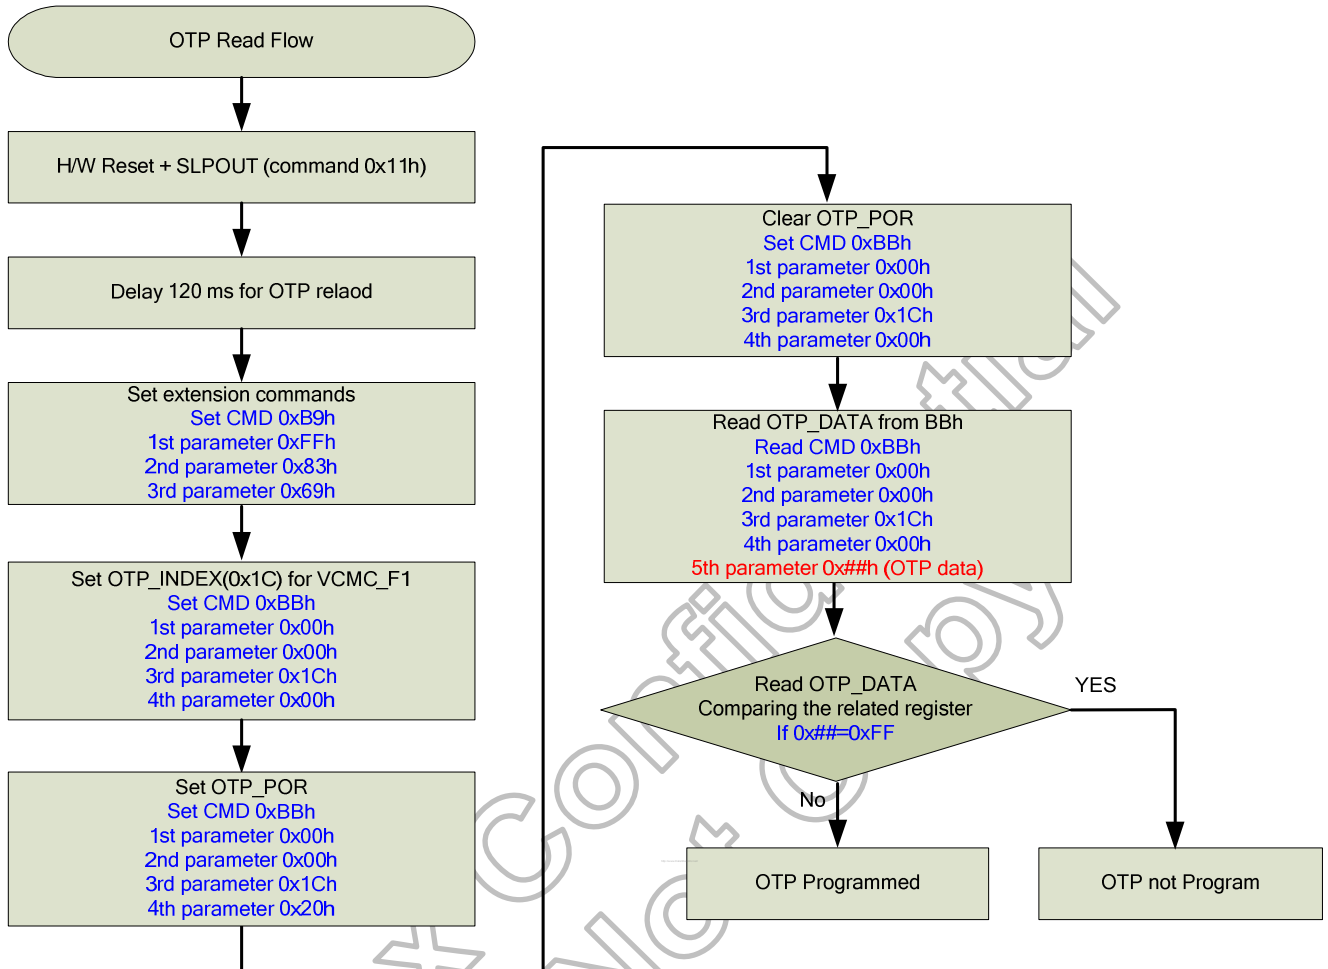 OTP Read Flow
H/W Reset + SLPOUT (command 0x11h)
Delay 120 ms for OTP relaod
Set extension commands
Set CMD 0xB9h
1st parameter 0xFFh
2nd parameter 0x83h
3rd parameter 0x69h
Set OTP_INDEX(0x1C) for VCMC_F1
Set CMD 0xBBh
1st parameter 0x00h
2nd parameter 0x00h
3rd parameter 0x1Ch
4th parameter 0x00h
Set OTP_POR
Set CMD 0xBBh
1st parameter 0x00h
2nd parameter 0x00h
3rd parameter 0x1Ch
4th parameter 0x20h
Clear OTP_POR
Set CMD 0xBBh
1st parameter 0x00h
2nd parameter 0x00h
3rd parameter 0x1Ch
4th parameter 0x00h
Read OTP_DATA from BBh
Read CMD 0xBBh
1st parameter 0x00h
2nd parameter 0x00h
3rd parameter 0x1Ch
4th parameter 0x00h
5th parameter 0x##h (OTP data)
Read OTP_DATA
Comparing the related register
If 0x##=0xFF
YES
No
OTP Programmed
OTP not Program